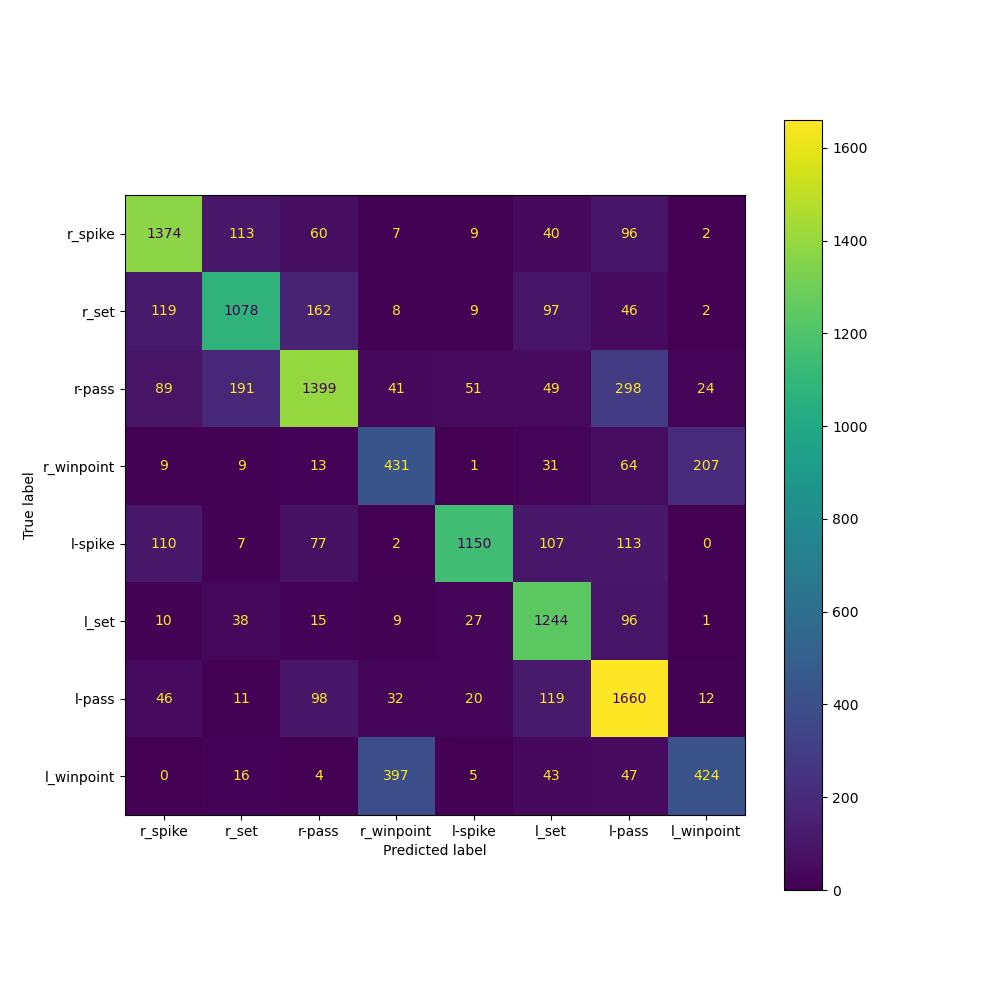 r_spike 1374 113 60 7 9 40 96 2
r_set 119 1078 162 8 9 97 46 2
r-pass 89 191 1399 41 51 49 298 24
r_winpoint 9 9 13 431 1 31 64 207
l-spike 110 7 77 2 1150 107 113 0
l_set 10 38 15 9 27 1244 96 1
l-pass 46 11 98 32 20 119 1660 12
l_winpoint 0 16 4 397 5 43 47 424
r_spike r_set r-pass r_winpoint l-spike l_set l-pass l_winpoint
Predicted label
True label
1600
1400
1200
1000
800
600
400
200
0